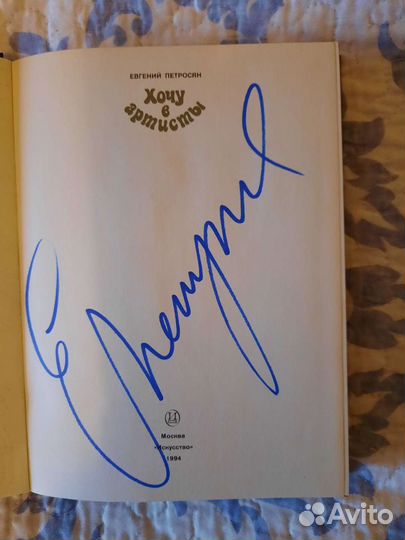 ЕВГЕНИЙ ПЕТРОСЯН
Хочу
в
артисты
Москва
«Искусство»
1994
Avito